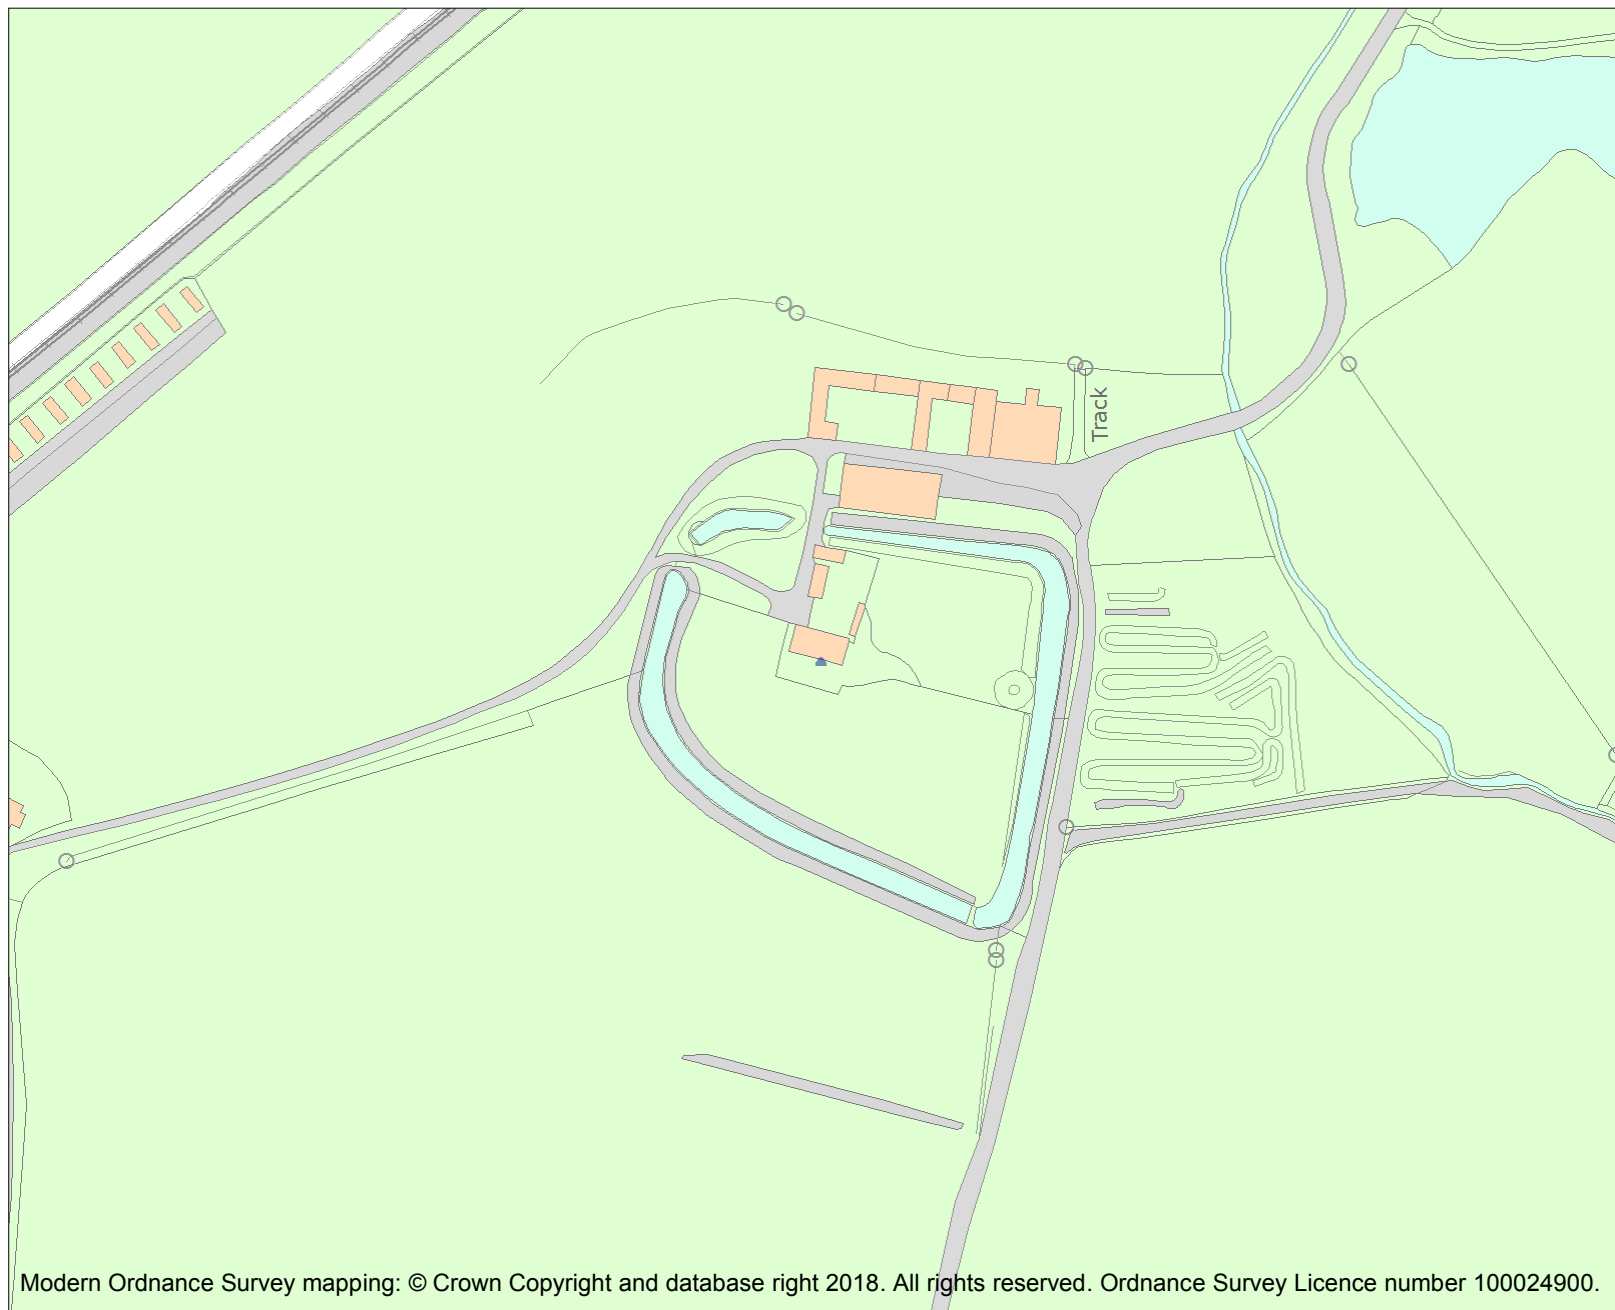 Track
Modern Ordnance Survey mapping: © Crown Copyright and database right 2018. All rights reserved. Ordnance Survey Licence number 100024900.